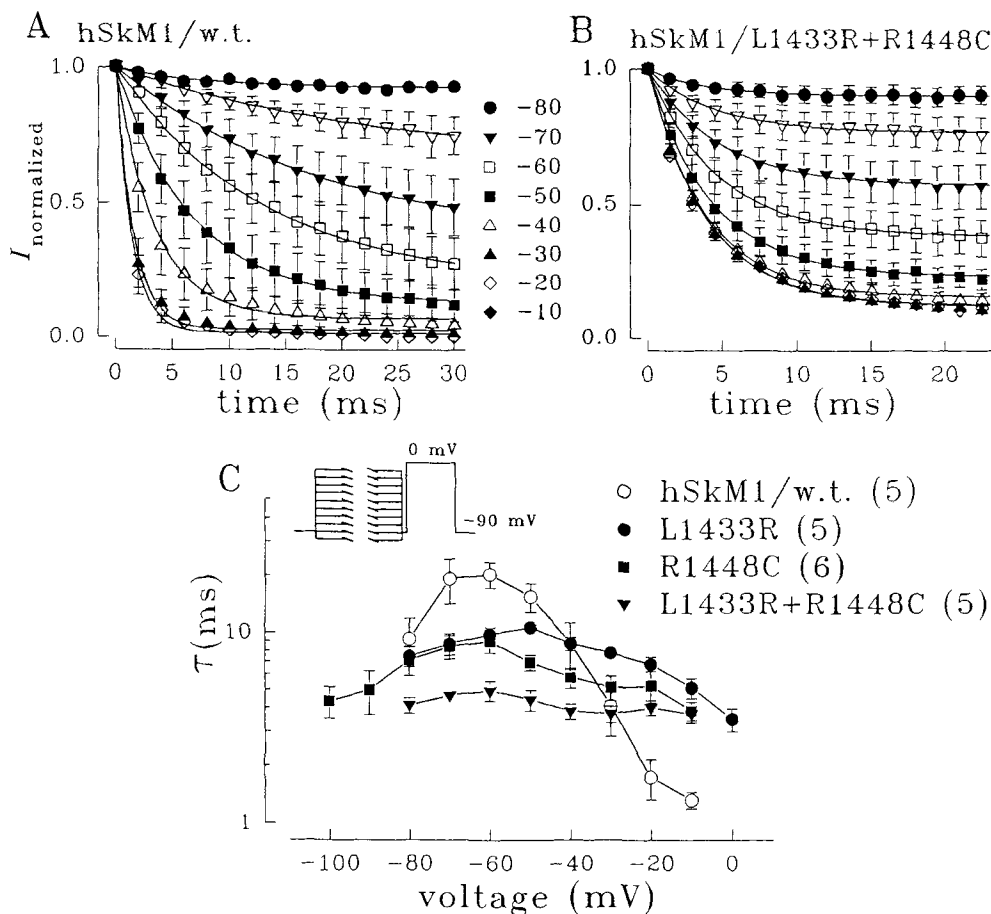 A hSkM1/w.t.
B hSkM1/L1433R+R1448C
1.0
0.5
0.0
I normalized
0 5 10 15 20 25 30
time (ms)
-80
-70
-60
-50
-40
-30
-20
-10
1.0
0.5
0.0
0 5 10 15 20
time (ms)
C
0 mV
-90 mV
hSkM1/w.t. (5)
L1433R (5)
R1448C (6)
L1433R+R1448C (5)
τ(ms)
10
1
-100 -80 -60 -40 -20 0
voltage (mV)